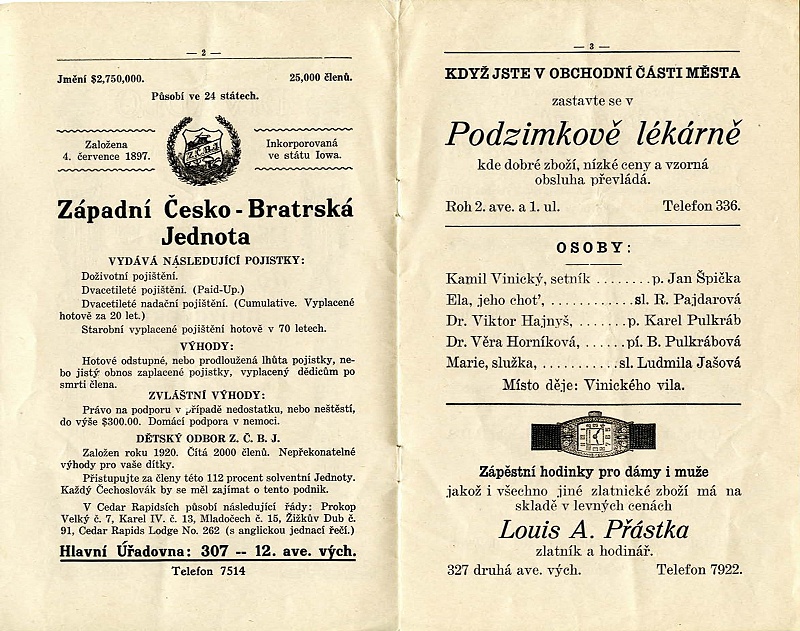 — 2 —
Jmění $2,750,000. 25,000 členů.
Působí ve 24 státech.
Založena
4. července 1897.
Z.Č.B.J.
Inkorporovaná
ve státu Iowa.
Západní Česko - Bratrská
Jednota
VYDÁVÁ NÁSLEDUJÍCÍ POJISTKY:
Doživotní pojištění.
Dvacetileté pojištění. (Paid-Up.)
Dvacetileté nadační pojištění. (Cumulative. Vyplacené
hotově za 20 let.)
Starobní vyplacené pojištění hotově v 70 letech.
VÝHODY:
Hotové odstupné, nebo prodloužená lhůta pojistky, ne-
bo jistý obnos zaplacené pojistky, vyplacený dědicům po
smrti člena.
ZVLÁŠTNÍ VÝHODY:
Právo na podporu v případě nedostatku, nebo neštěstí,
do výše $300.00. Domácí podpora v nemoci.
DĚTSKÝ ODBOR Z. Č. B. J.
Založen roku 1920. Čítá 2000 členů. Nepřekonatelné
výhody pro vaše dítky.
Přistupujte za členy této 112 procent solventní Jednoty.
Každý Čechoslovák by se měl zajímat o tento podnik.
V Cedar Rapidsích působí následující řády: Prokop
Velký č. 7, Karel IV. č. 13, Mladočech č. 15, Žižkův Dub č.
91, Cedar Rapids Lodge No. 262 (s anglickou jednací řečí.)
Hlavní Úřadovna: 307 -- 12. ave. vých.
Telefon 7514
— 3 —
KDYŽ JSTE V OBCHODNÍ ČÁSTI MĚSTA
zastavte se v
Podzimkově lékárně
kde dobré zboží, nízké ceny a vzorná
obsluha převládá.
Roh 2. ave. a 1. ul. Telefon 336.
OSOBY:
Kamil Vinický, setník ........p. Jan Špička
Ela, jeho choť, ............sl. R. Pajdarová
Dr. Viktor Hajnyš, .......p. Karel Pulkráb
Dr. Věra Horníková, ......pí. B. Pulkrábová
Marie, služka, ..........sl. Ludmila Jašová
Místo děje: Vinického vila.
Zápěstní hodinky pro dámy i muže
jakož i všechno jiné zlatnické zboží má na
skladě v levných cenách
Louis A. Přástka
zlatník a hodinář.
327 druhá ave. vých. Telefon 7922.